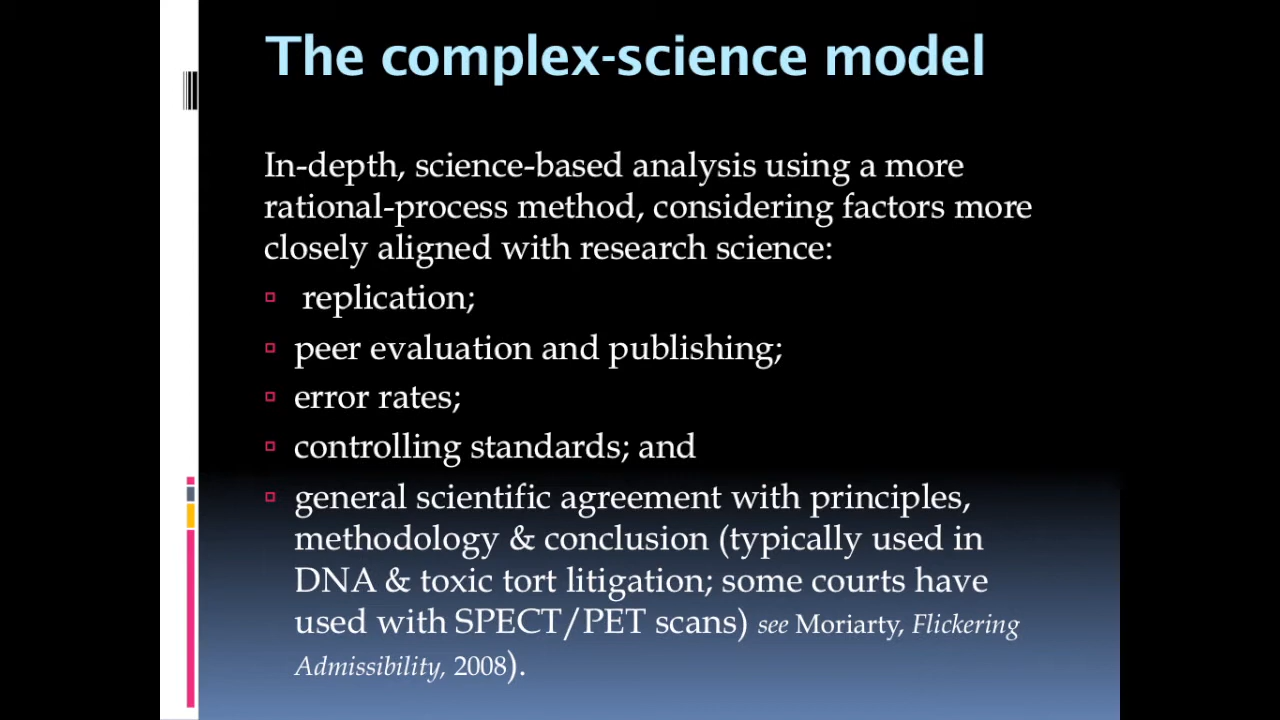 The complex-science model
In-depth, science-based analysis using a more
rational-process method, considering factors more
closely aligned with research science:
replication;
peer evaluation and publishing;
error rates;
controlling standards; and
general scientific agreement with principles,
methodology & conclusion (typically used in
DNA & toxic tort litigation; some courts have
used with SPECT/PET scans) see Moriarty, Flickering
Admissibility, 2008).